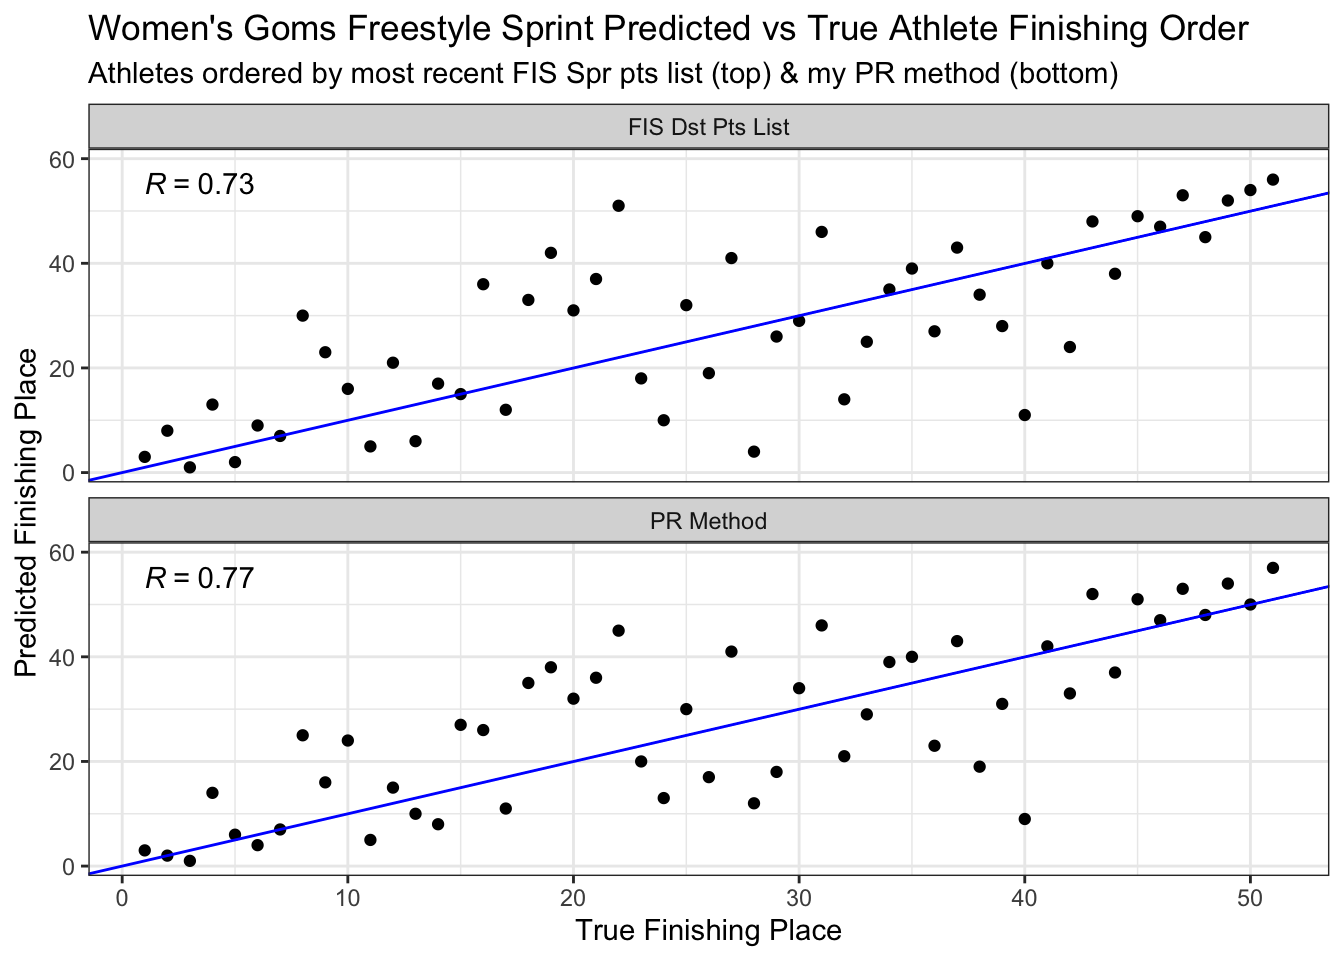 Women's Goms Freestyle Sprint Predicted vs True Athlete Finishing Order
Athletes ordered by most recent FIS Spr pts list (top) & my PR method (bottom)
FIS Dst Pts List
R = 0.73
60
40
20
0
Predicted Finishing Place
PR Method
R = 0.77
60
40
20
0
0 10 20 30 40 50
True Finishing Place